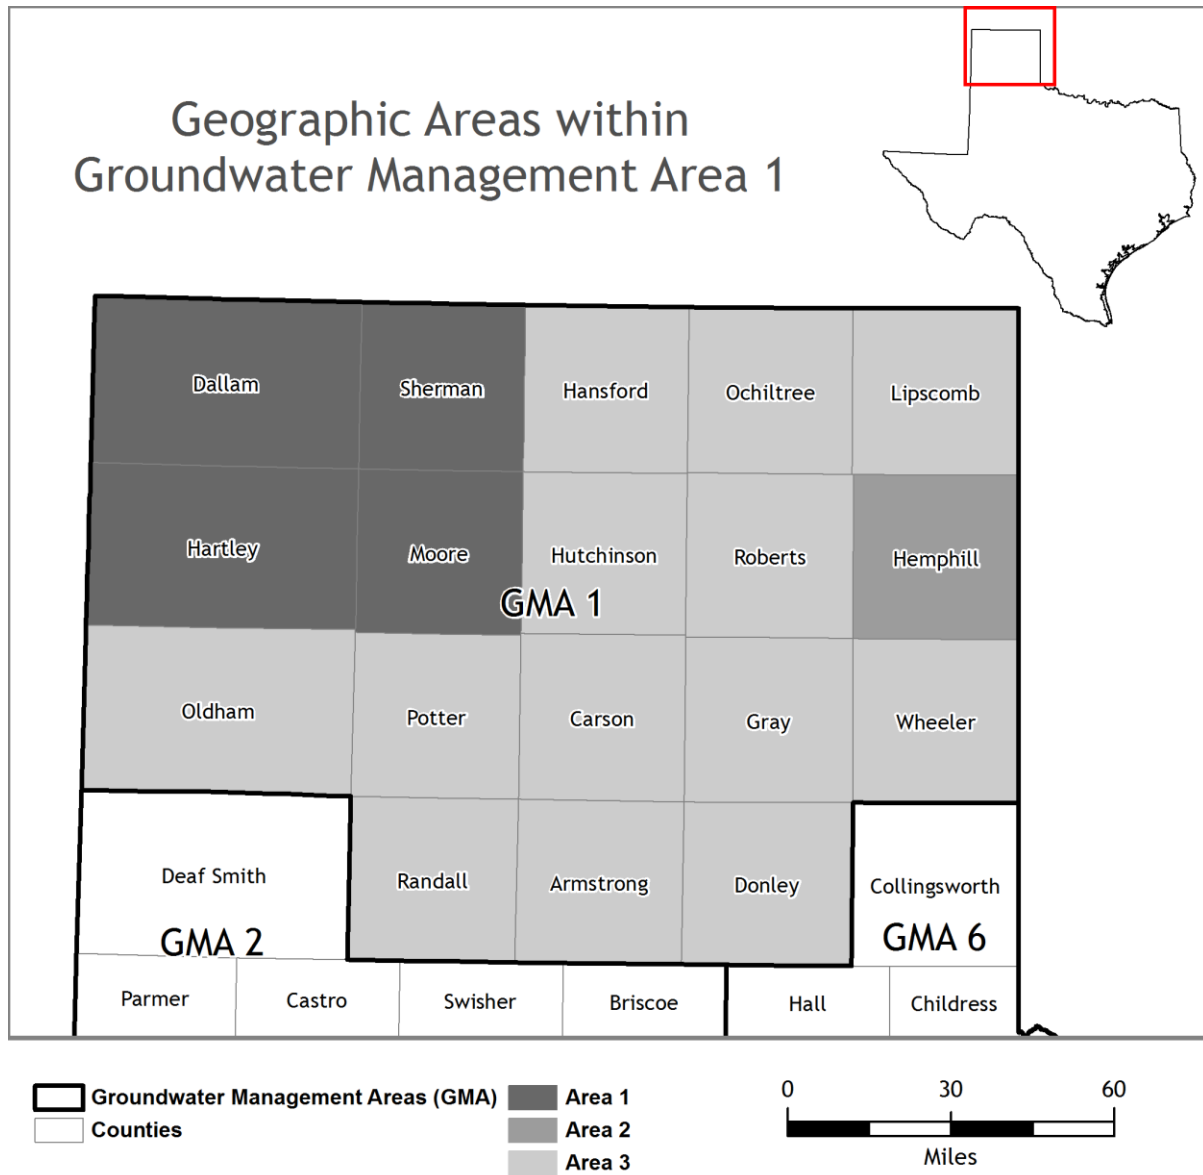 Geographic Areas within
Groundwater Management Area 1
Dallam
Sherman
Hansford
Ochiltree
Lipscomb
Hartley
Moore
Hutchinson
Roberts
Hemphill
GMA 1
Oldham
Potter
Carson
Gray
Wheeler
Deaf Smith
Randall
Armstrong
Donley
Collingsworth
GMA 2
GMA 6
Parmer
Castro
Swisher
Briscoe
Hall
Childress
Groundwater Management Areas (GMA)
Counties
Area 1
Area 2
Area 3
0 30 60
Miles